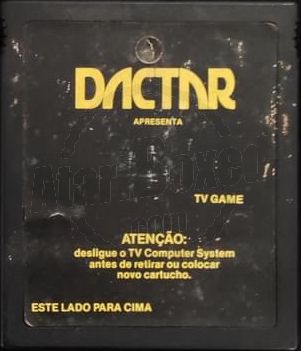 DACTAR
APRESENTA
TV GAME
ATENÇÃO:
desligue o TV Computer System
antes de retirar ou colocar
novo cartucho.
ESTE LADO PARA CIMA